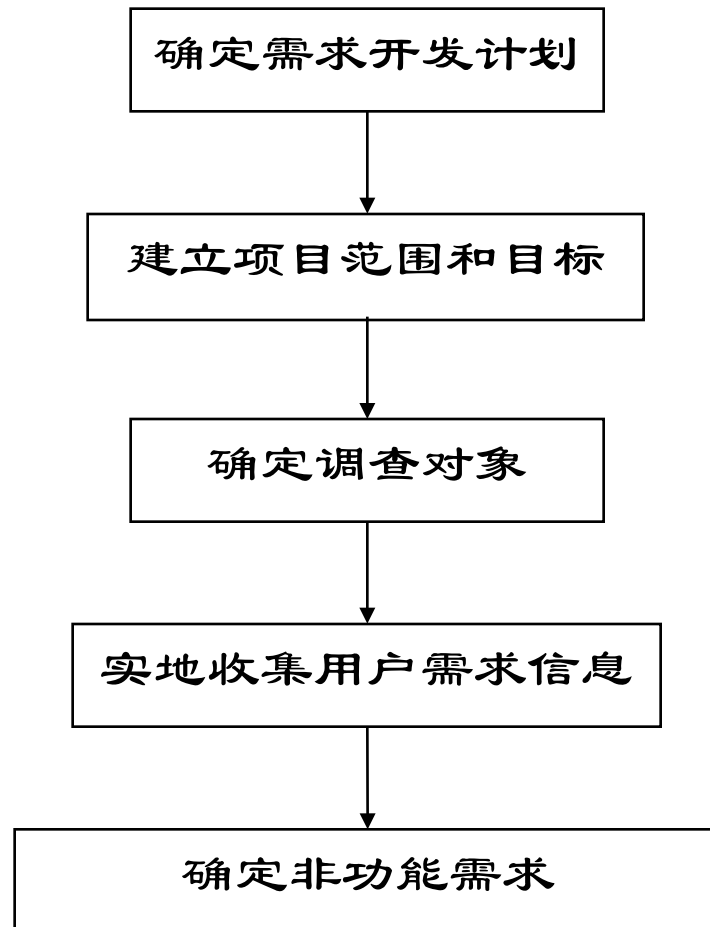 确定需求开发计划
建立项目范围和目标
确定调查对象
实地收集用户需求信息
确定非功能需求